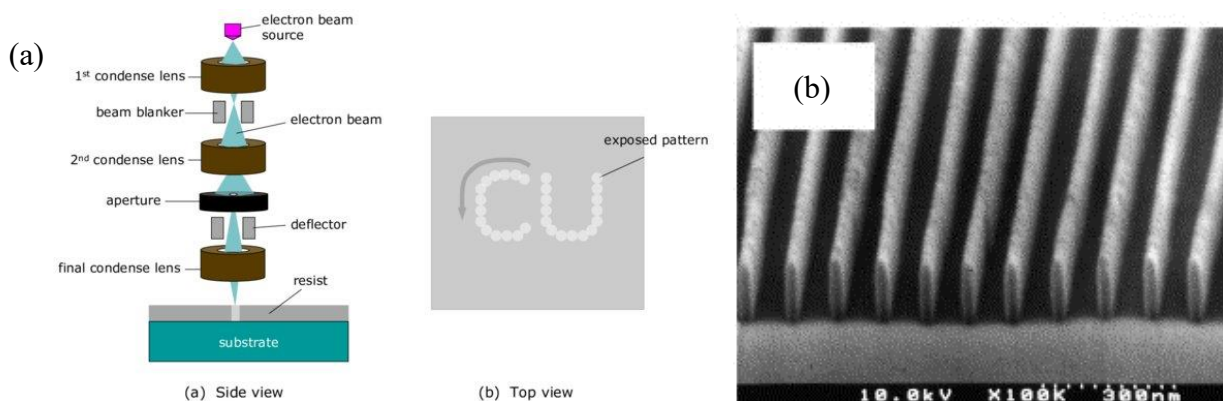 (a)
electron beam
source
1st condense lens
beam blanker
electron beam
2nd condense lens
aperture
deflector
final condense lens
resist
substrate
(a) Side view
exposed pattern
CU
(b) Top view
(b)
10.0kV X100K 300nm